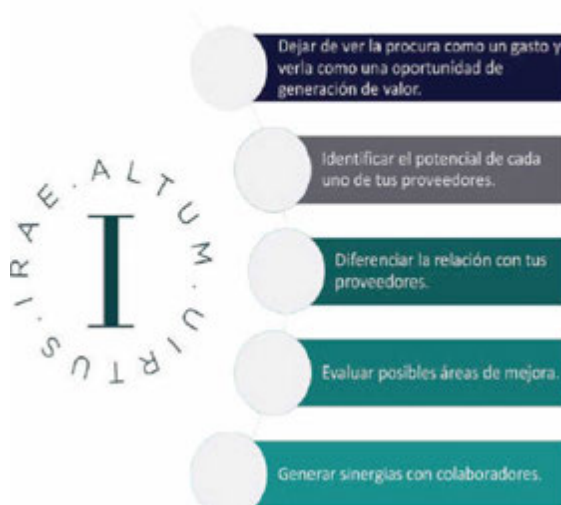 IRAE.ALTUM.UIRTUS.
I
Dejar de ver la procura como un gasto y
verla como una oportunidad de
generación de valor.
Identificar el potencial de cada
uno de tus proveedores.
Diferenciar la relación con tus
proveedores.
Evaluar posibles áreas de mejora.
Generar sinergias con colaboradores.